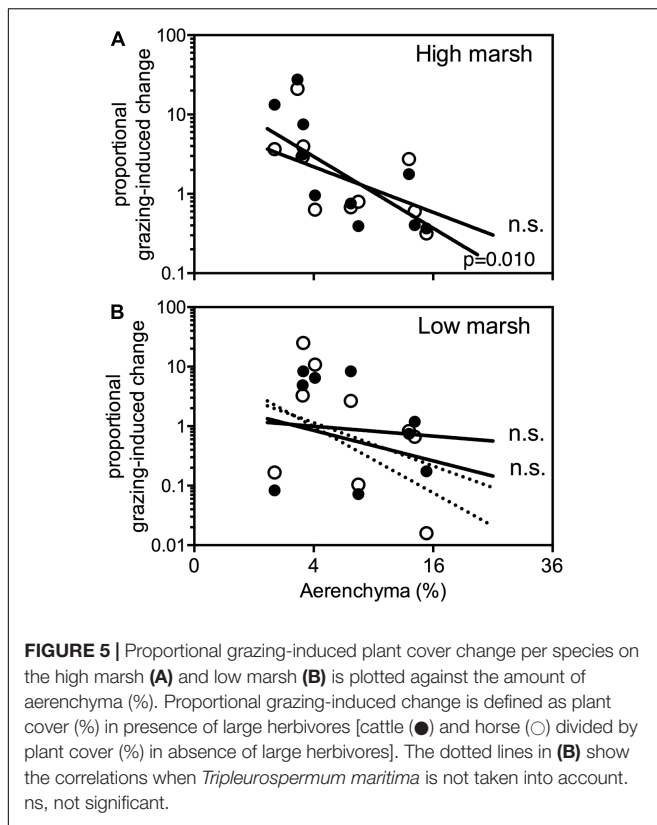 A
High marsh
proportional
grazing-induced change
100
10
1
0.1
n.s.
p=0.010
B
Low marsh
proportional
grazing-induced change
100
10
1
0.1
0.01
n.s.
n.s.
0 4 16 36
Aerenchyma (%)
FIGURE 5 | Proportional grazing-induced plant cover change per species on
the high marsh (A) and low marsh (B) is plotted against the amount of
aerenchyma (%). Proportional grazing-induced change is defined as plant
cover (%) in presence of large herbivores [cattle (●) and horse (○) divided by
plant cover (%) in absence of large herbivores]. The dotted lines in (B) show
the correlations when Tripleurospermum maritima is not taken into account.
ns, not significant.